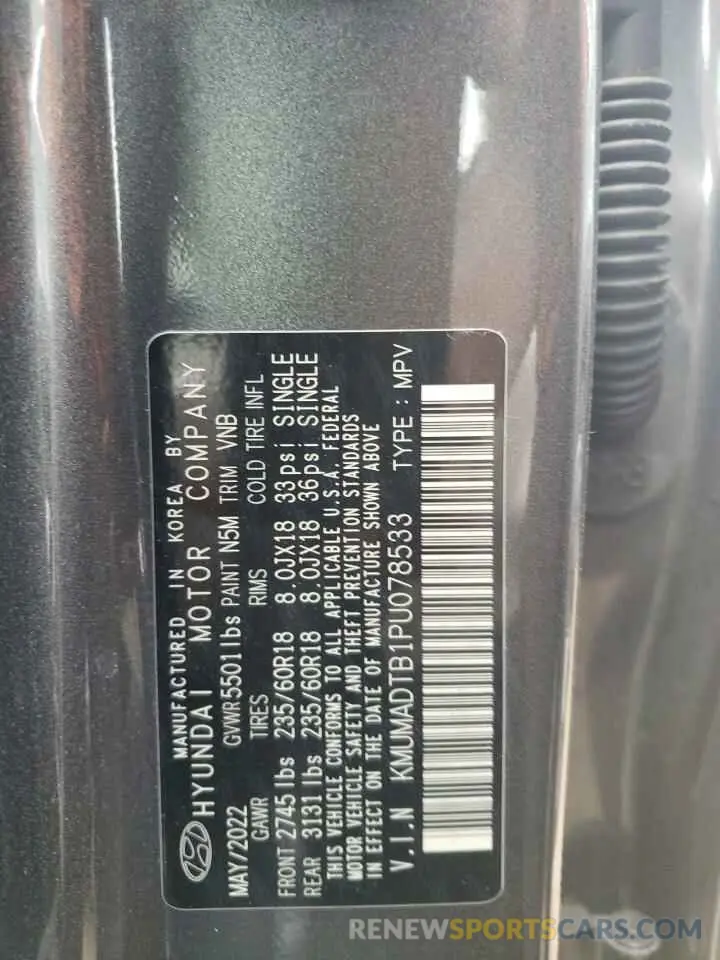 MANUFACTURED IN KOREA BY
HYUNDAI MOTOR COMPANY
MAY/2022 GVWR 5501 lbs PAINT N5M TRIM VNB
GAWR TIRES RIMS COLD TIRE INFL
FRONT 2745 lbs 235/60R18 8.0JX18 33psi SINGLE
REAR 3131 lbs 235/60R18 8.0JX18 36psi SINGLE
THIS VEHICLE CONFORMS TO ALL APPLICABLE U.S.A. FEDERAL
MOTOR VEHICLE SAFETY AND THEFT PREVENTION STANDARDS
IN EFFECT ON THE DATE OF MANUFACTURE SHOWN ABOVE
V.I.N KMUMADTB1PU078533 TYPE : MPV
RENEWSPORTSCARS.COM